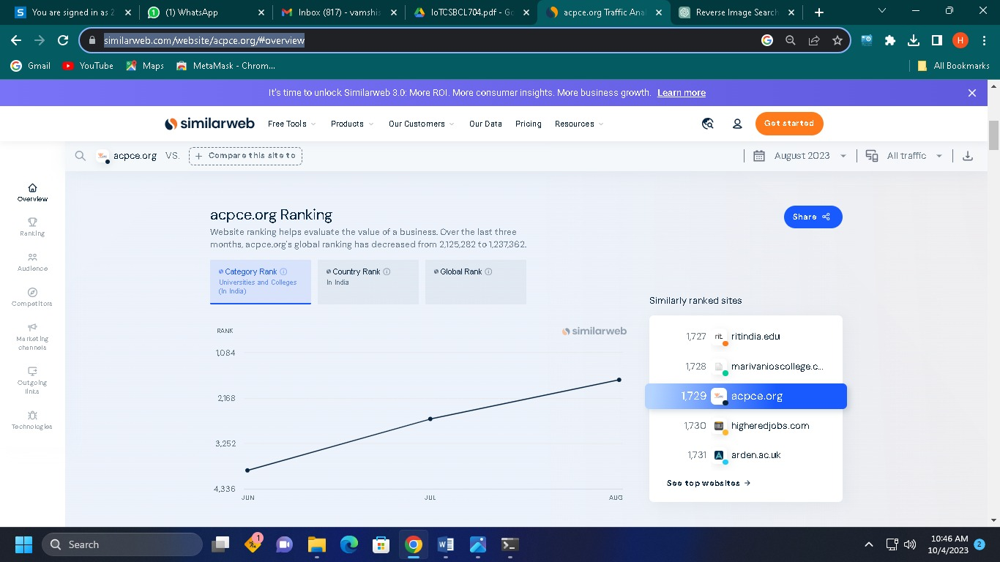 You are signed in as 2
(1) WhatsApp
Inbox (817) - vamshis
IoTCSBCL704.pdf - Go
acpce.org Traffic Anal
Reverse Image Search
similarweb.com/website/acpce.org/#overview
H
Gmail
YouTube
Maps
MetaMask - Chrom...
All Bookmarks
It's time to unlock Similarweb 3.0: More ROI. More consumer insights. More business growth. Learn more
similarweb
Free Tools
Products
Our Customers
Our Data
Pricing
Resources
Get started
acpce.org VS. + Compare this site to
August 2023
All traffic
Overview
Ranking
Audience
Competitors
Marketing
channels
Outgoing
links
Technologies
acpce.org Ranking
Website ranking helps evaluate the value of a business. Over the last three
months, acpce.org's global ranking has decreased from 2,125,282 to 1,237,362.
Share
Category Rank
Universities and Colleges
(In India)
Country Rank
In India
Global Rank
RANK
similarweb
1,084
2,168
3,252
4,336
JUN
JUL
AUG
Similarly ranked sites
1,727 rit. ritindia.edu
1,728 marivanioscollege.c...
1,729 acpce.org
1,730 higheredjobs.com
1,731 arden.ac.uk
See top websites →
Search
1
10:46 AM
10/4/2023
2